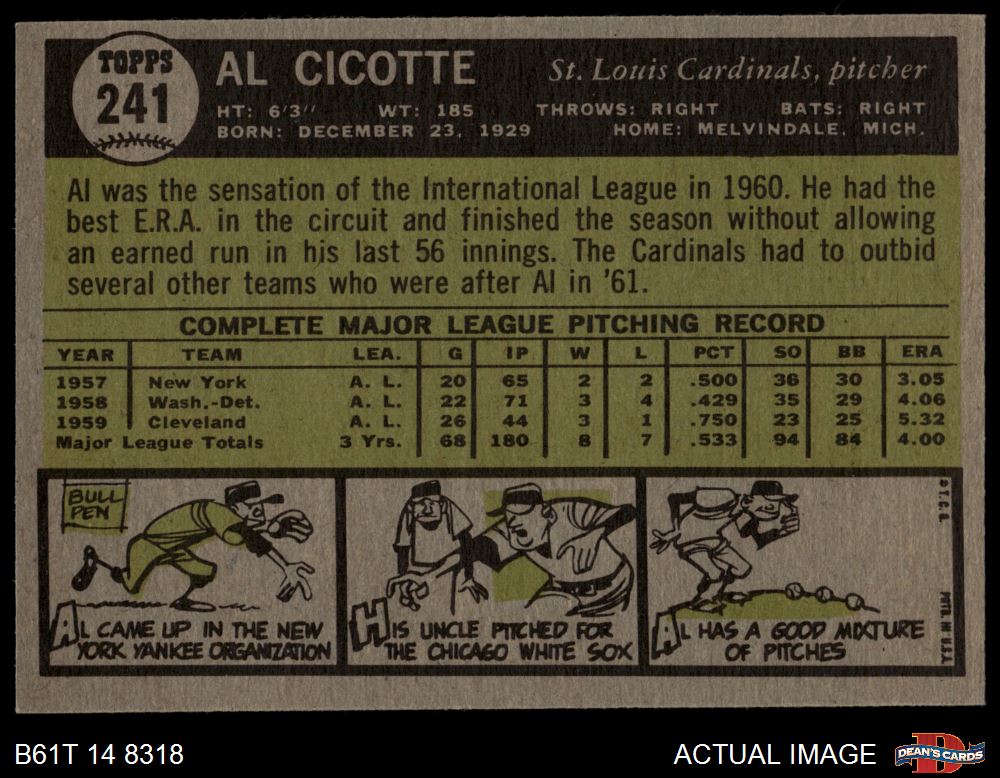 TOPPS
241
AL CICOTTE
St. Louis Cardinals, pitcher
HT: 6'3" WT: 185 THROWS: RIGHT BATS: RIGHT
BORN: DECEMBER 23, 1929 HOME: MELVINDALE, MICH.
Al was the sensation of the International League in 1960. He had the
best E.R.A. in the circuit and finished the season without allowing
an earned run in his last 56 innings. The Cardinals had to outbid
several other teams who were after Al in '61.
COMPLETE MAJOR LEAGUE PITCHING RECORD
YEAR TEAM LEA. G IP W L PCT SO BB ERA
1957 New York A. L. 20 65 2 2 .500 36 30 3.05
1958 Wash.-Det. A. L. 22 71 3 4 .429 35 29 4.06
1959 Cleveland A. L. 26 44 3 1 .750 23 25 5.32
Major League Totals 3 Yrs. 68 180 8 7 .533 94 84 4.00
BULL
PEN
AL CAME UP IN THE NEW
YORK YANKEE ORGANIZATION
HIS UNCLE PITCHED FOR
THE CHICAGO WHITE SOX
AL HAS A GOOD MIXTURE
OF PITCHES
© T. C. G.
PRTD. IN U.S.A.
B61T 14 8318
ACTUAL IMAGE
DEAN'S CARDS